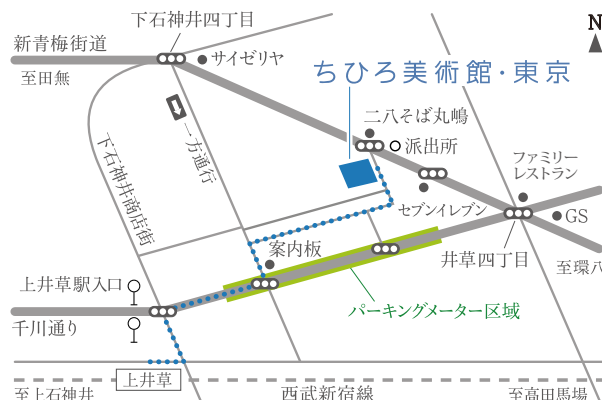 下石神井四丁目
N
新青梅街道
サイゼリヤ
至田無
ちひろ美術館・東京
一方通行
二八そば丸嶋
派出所
下石神井商店街
ファミリー
レストラン
セブンイレブン
GS
案内板
井草四丁目
至環八
上井草駅入口
パーキングメーター区域
千川通り
上井草
至上石神井
西武新宿線
至高田馬場